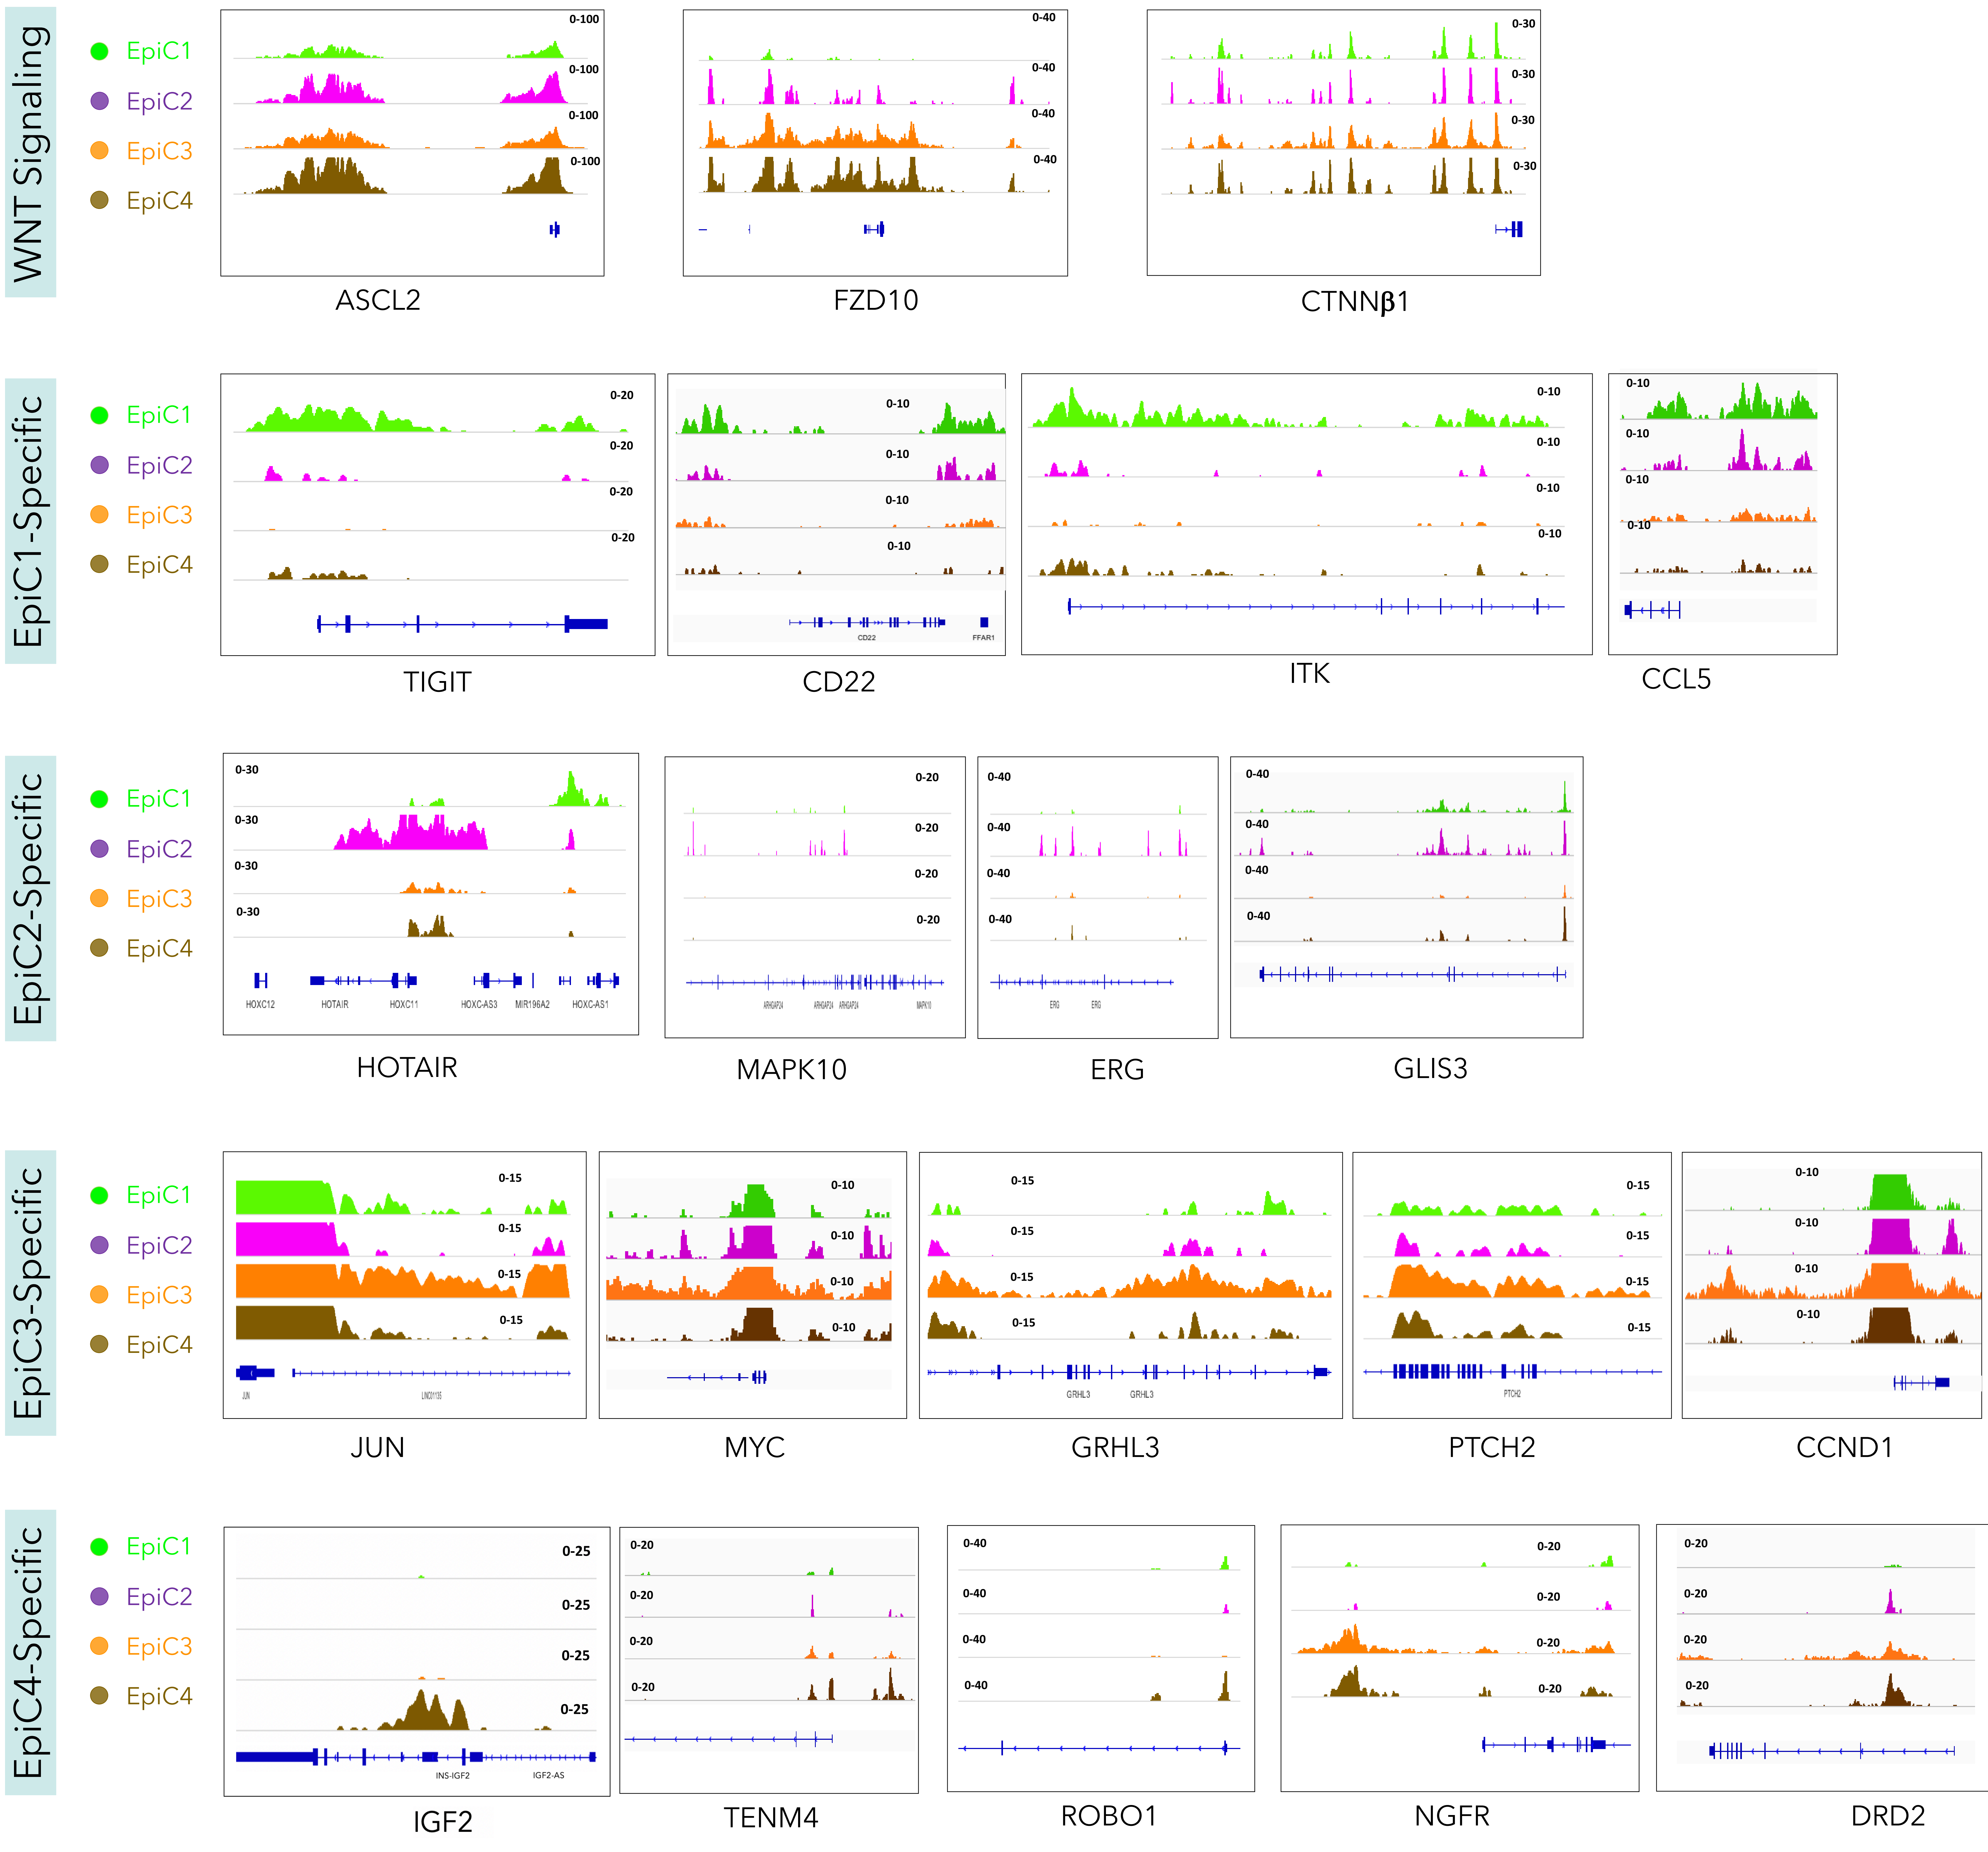 WNT Signaling
EpiC1
EpiC2
EpiC3
EpiC4
0-100
0-100
0-100
0-100
ASCL2
0-40
0-40
0-40
0-40
FZD10
0-30
0-30
0-30
0-30
CTNNβ1
EpiC1-Specific
EpiC1
EpiC2
EpiC3
EpiC4
0-20
0-20
0-20
0-20
TIGIT
0-10
0-10
0-10
0-10
CD22
FFAR1
CD22
0-10
0-10
0-10
0-10
ITK
0-10
0-10
0-10
0-10
CCL5
EpiC2-Specific
EpiC1
EpiC2
EpiC3
EpiC4
0-30
0-30
0-30
0-30
HOXC12 HOTAIR HOXC11 HOXC-AS3 MIR196A2 HOXC-AS1
HOTAIR
0-20
0-20
0-20
0-20
ARHGAP24 ARHGAP24 ARHGAP24 MAPK10
MAPK10
0-40
0-40
0-40
0-40
ERG ERG
ERG
0-40
0-40
0-40
0-40
GLIS3
EpiC3-Specific
EpiC1
EpiC2
EpiC3
EpiC4
0-15
0-15
0-15
0-15
JUN LINC01135
JUN
0-10
0-10
0-10
0-10
MYC
0-15
0-15
0-15
0-15
GRHL3 GRHL3
GRHL3
0-15
0-15
0-15
0-15
PTCH2
PTCH2
0-10
0-10
0-10
0-10
CCND1
EpiC4-Specific
EpiC1
EpiC2
EpiC3
EpiC4
0-25
0-25
0-25
0-25
INS-IGF2 IGF2-AS
IGF2
0-20
0-20
0-20
0-20
TENM4
0-40
0-40
0-40
0-40
ROBO1
0-20
0-20
0-20
0-20
NGFR
0-20
0-20
0-20
0-20
DRD2